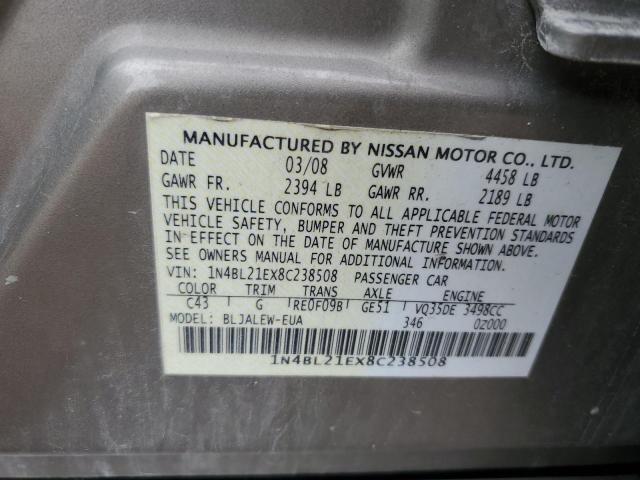 MANUFACTURED BY NISSAN MOTOR CO., LTD.
DATE 03/08 GVWR 4458 LB
GAWR FR. 2394 LB GAWR RR. 2189 LB
THIS VEHICLE CONFORMS TO ALL APPLICABLE FEDERAL MOTOR
VEHICLE SAFETY, BUMPER AND THEFT PREVENTION STANDARDS
IN EFFECT ON THE DATE OF MANUFACTURE SHOWN ABOVE.
SEE OWNERS MANUAL FOR ADDITIONAL INFORMATION.
VIN: 1N4BL21EX8C238508 PASSENGER CAR
COLOR TRIM TRANS AXLE ENGINE
C43 G RE0F09B GE51 VQ35DE 3498CC
MODEL: BLJALEW-EUA 346 0Z000
1N4BL21EX8C238508